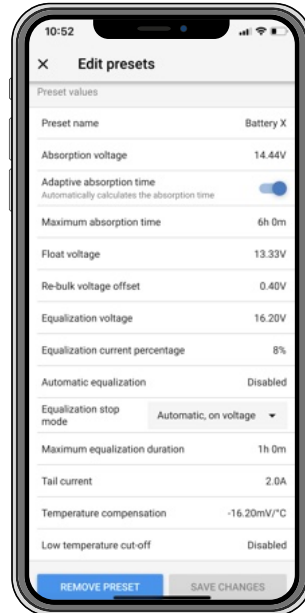 10:52
Edit presets
Preset values
Preset name Battery X
Absorption voltage 14.44V
Adaptive absorption time
Automatically calculates the absorption time
Maximum absorption time 6h 0m
Float voltage 13.33V
Re-bulk voltage offset 0.40V
Equalization voltage 16.20V
Equalization current percentage 8%
Automatic equalization Disabled
Equalization stop mode Automatic, on voltage
Maximum equalization duration 1h 0m
Tail current 2.0A
Temperature compensation -16.20mV/°C
Low temperature cut-off Disabled
REMOVE PRESET SAVE CHANGES